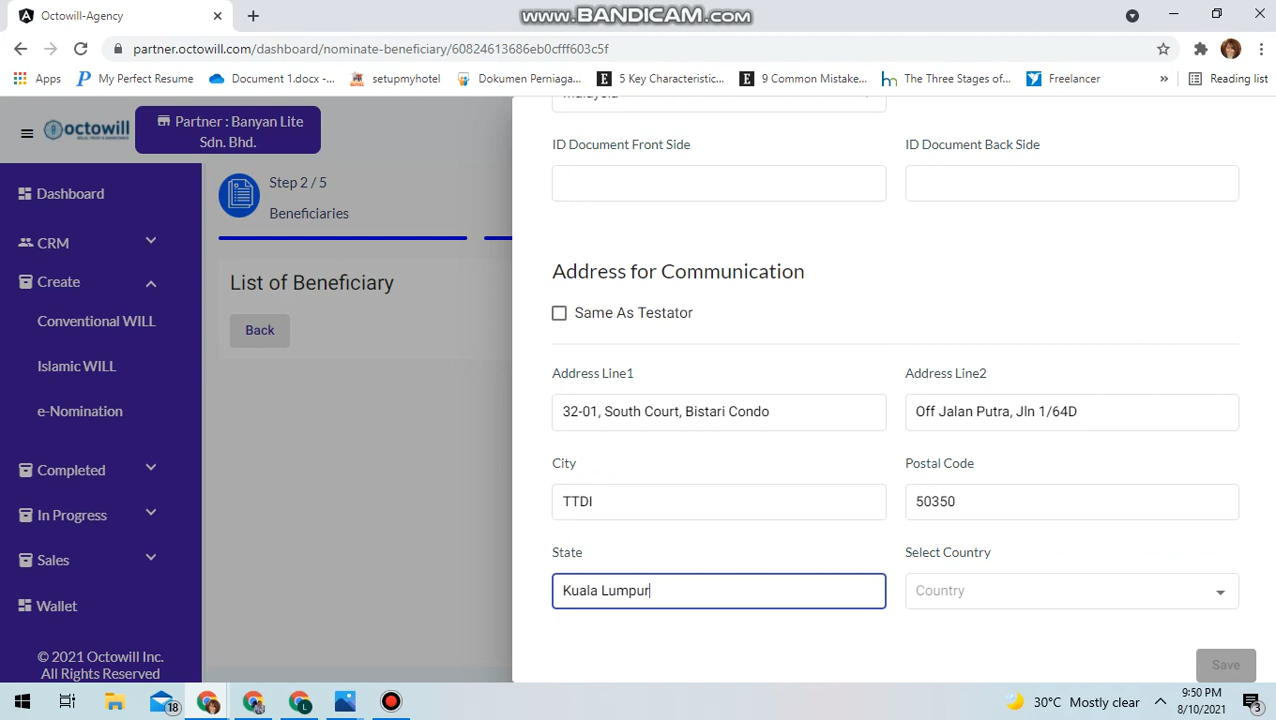 Octowill-Agency
www.BANDICAM.com
partner.octowill.com/dashboard/nominate-beneficiary/60824613686eb0cfff603c5f
Apps
My Perfect Resume
Document 1.docx -...
setupmyhotel
Dokumen Perniaga...
5 Key Characteristic...
9 Common Mistake...
The Three Stages of...
Freelancer
»
Reading list
octowill
Partner : Banyan Lite
Sdn. Bhd.
Dashboard
CRM
Create
Conventional WILL
Islamic WILL
e-Nomination
Completed
In Progress
Sales
Wallet
© 2021 Octowill Inc.
All Rights Reserved
Step 2 / 5
Beneficiaries
List of Beneficiary
Back
Malaysia
ID Document Front Side
ID Document Back Side
Address for Communication
Same As Testator
Address Line1
Address Line2
32-01, South Court, Bistari Condo
Off Jalan Putra, Jln 1/64D
City
Postal Code
TTDI
50350
State
Select Country
Kuala Lumpur
Country
Save
18
30°C Mostly clear
9:50 PM
8/10/2021
3